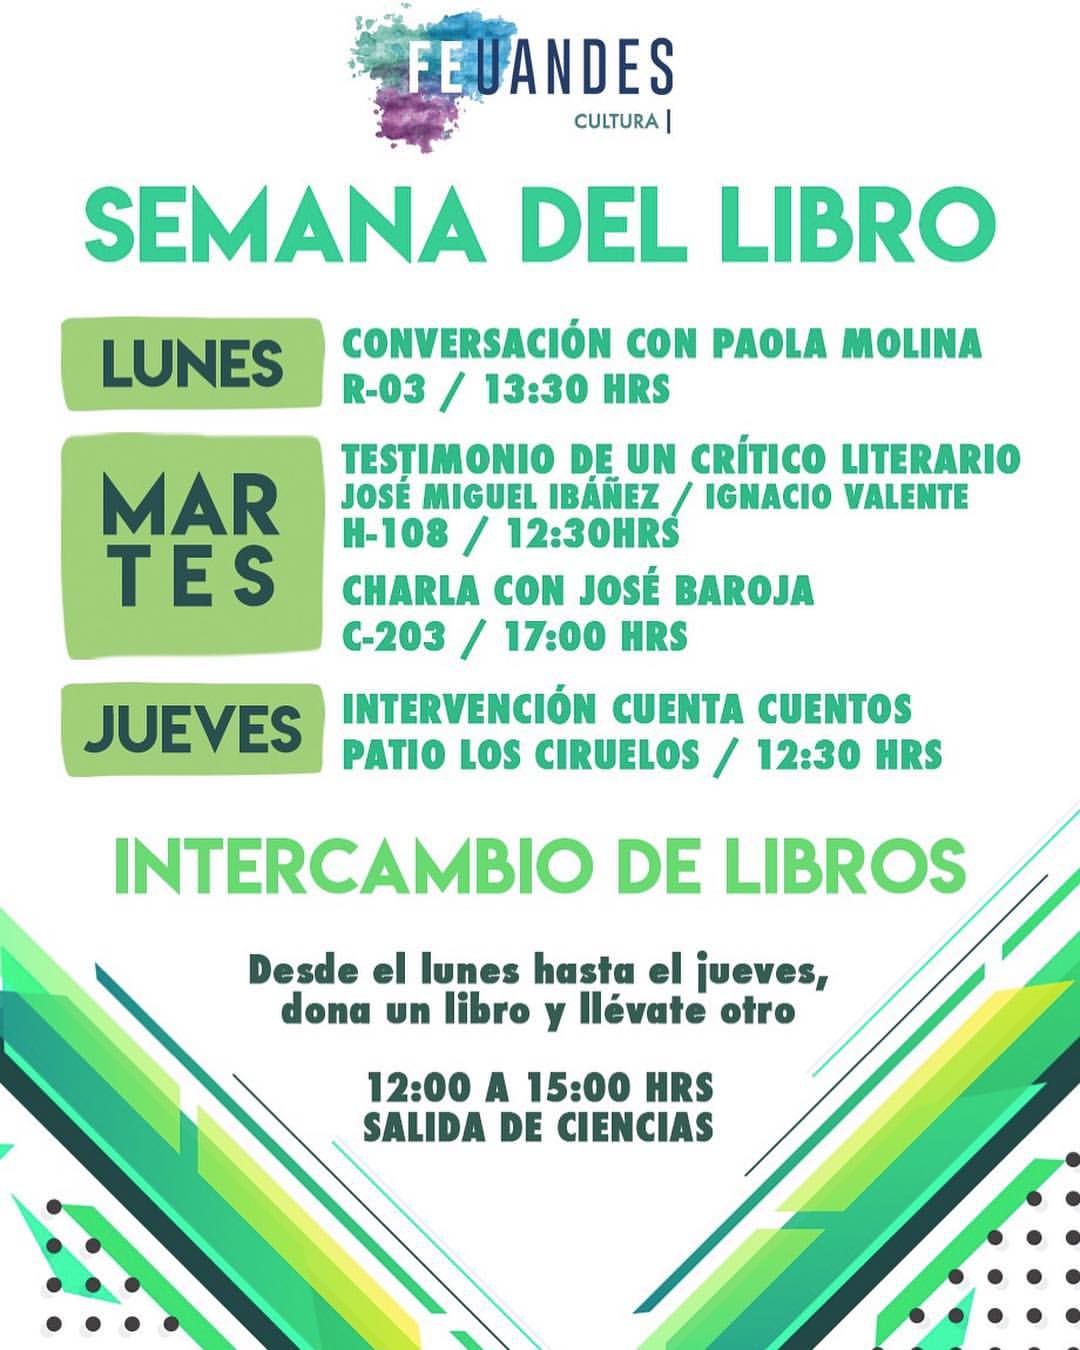 FEUANDES
CULTURA |
SEMANA DEL LIBRO
LUNES
CONVERSACIÓN CON PAOLA MOLINA
R-03 / 13:30 HRS
MAR
TES
TESTIMONIO DE UN CRÍTICO LITERARIO
JOSÉ MIGUEL IBÁÑEZ / IGNACIO VALENTE
H-108 / 12:30HRS
CHARLA CON JOSÉ BAROJA
C-203 / 17:00 HRS
JUEVES
INTERVENCIÓN CUENTA CUENTOS
PATIO LOS CIRUELOS / 12:30 HRS
INTERCAMBIO DE LIBROS
Desde el lunes hasta el jueves,
dona un libro y llévate otro
12:00 A 15:00 HRS
SALIDA DE CIENCIAS